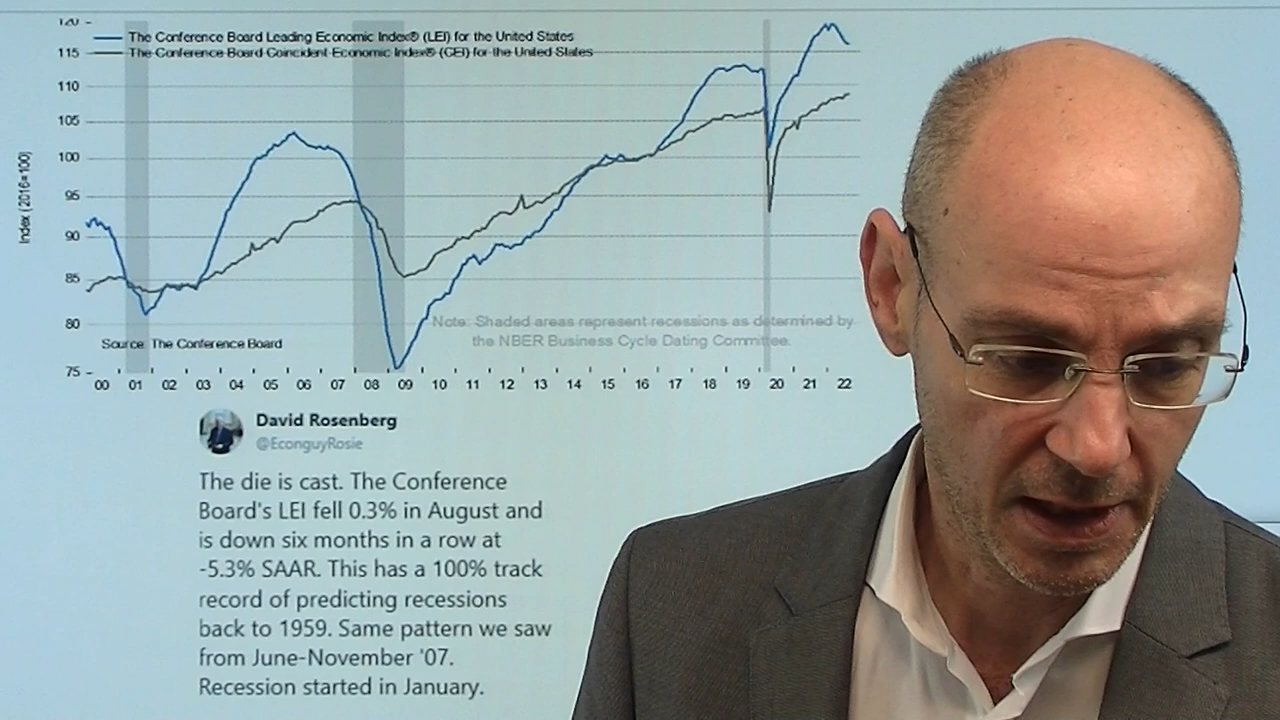 120
The Conference Board Leading Economic Index® (LEI) for the United States
115
The Conference Board Coincident Economic Index® (CEI) for the United States
110
105
100
95
90
85
80
75
Index (2016=100)
Note: Shaded areas represent recessions as determined by
the NBER Business Cycle Dating Committee.
Source: The Conference Board
00 01 02 03 04 05 06 07 08 09 10 11 12 13 14 15 16 17 18 19 20 21 22
David Rosenberg
@EconguyRosie
The die is cast. The Conference
Board's LEI fell 0.3% in August and
is down six months in a row at
-5.3% SAAR. This has a 100% track
record of predicting recessions
back to 1959. Same pattern we saw
from June-November '07.
Recession started in January.